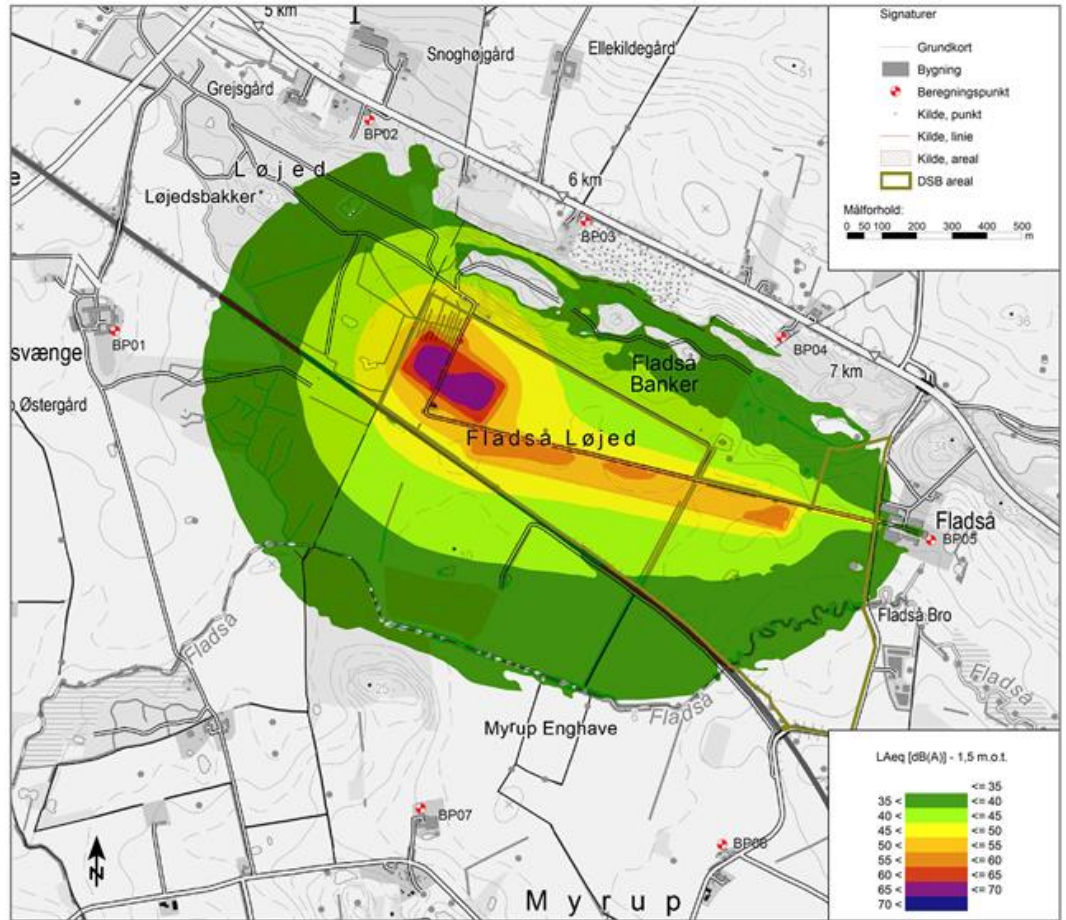 5 km
Snoghøjgård
Ellekildegård
Grejsgård
BP02
Løjed
Løjedsbakker
6 km
BP03
51
BP01
svænge
Østergård
BP04
7 km
Fladså
Banker
Fladså Løjed
Fladså
BP05
Fladså Bro
Fladså
Fladså
Fladså
25
Myrup Enghave
BP07
BP08
Myrup
N
Signaturer
Grundkort
Bygning
Beregningspunkt
Kilde, punkt
Kilde, linie
Kilde, areal
DSB areal
Målforhold:
0 50 100 200 300 400 500
m
LAeq [dB(A)] - 1,5 m.o.t.
<= 35
35 < <= 40
40 < <= 45
45 < <= 50
50 < <= 55
55 < <= 60
60 < <= 65
65 < <= 70
70 <